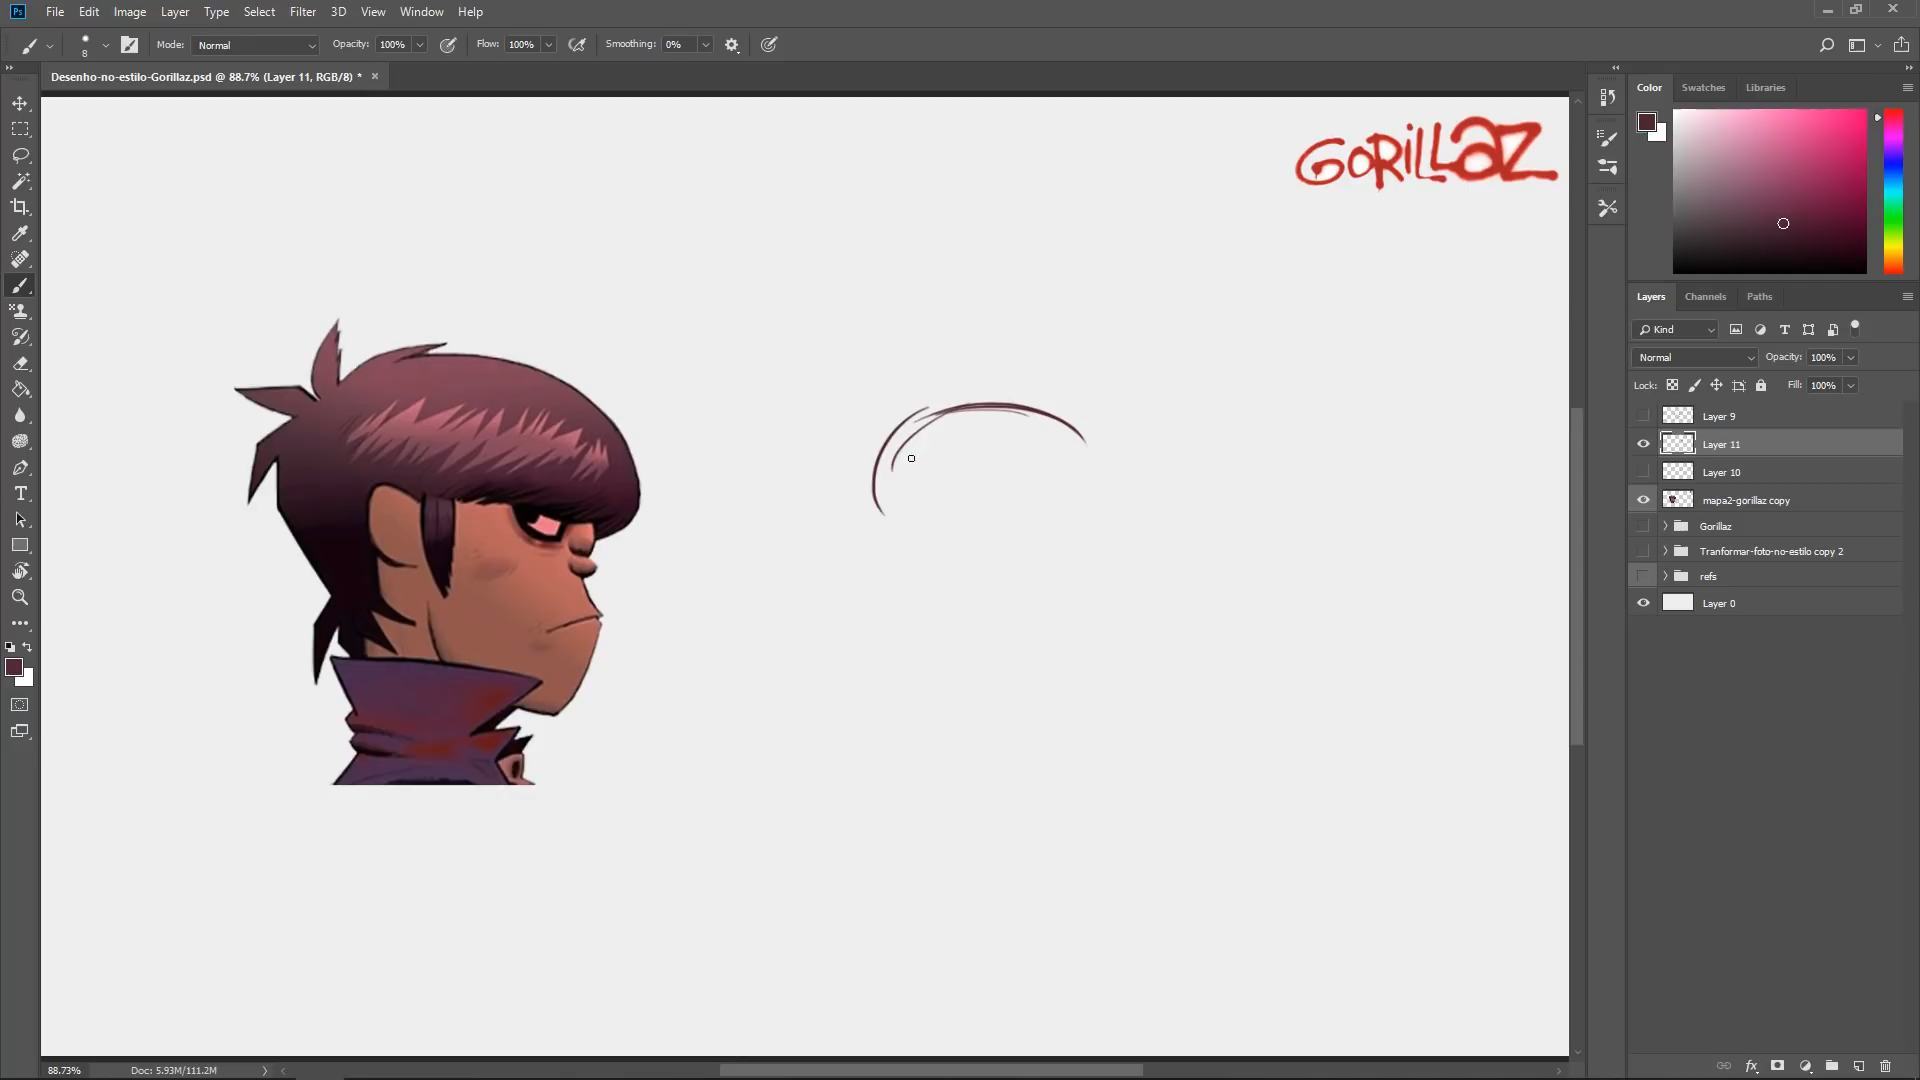 Ps File Edit Image Layer Type Select Filter 3D View Window Help
8 Mode: Normal Opacity: 100% Flow: 100% Smoothing: 0%
Desenho-no-estilo-Gorillaz.psd @ 88.7% (Layer 11, RGB/8) * ×
GORILLAZ
Color Swatches Libraries
Layers Channels Paths
Kind
Normal Opacity: 100%
Lock: Fill: 100%
Layer 9
Layer 11
Layer 10
mapa2-gorillaz copy
Gorillaz
Tranformar-foto-no-estilo copy 2
refs
Layer 0
88.73% Doc: 5.93M/111.2M